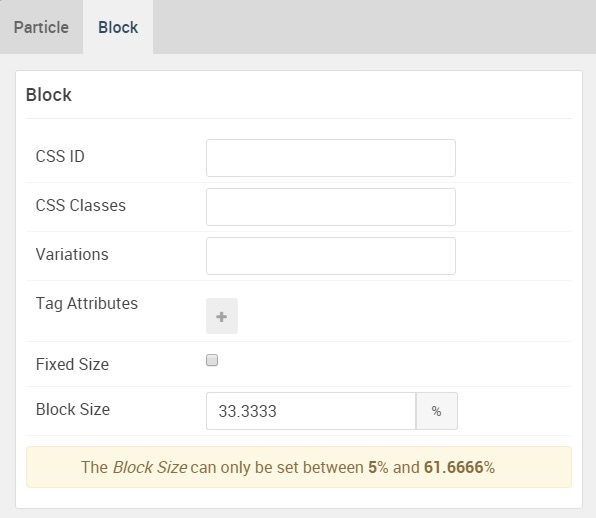 Particle Block
Block
CSS ID
CSS Classes
Variations
Tag Attributes
+
Fixed Size
Block Size 33.3333 %
The Block Size can only be set between 5% and 61.6666%